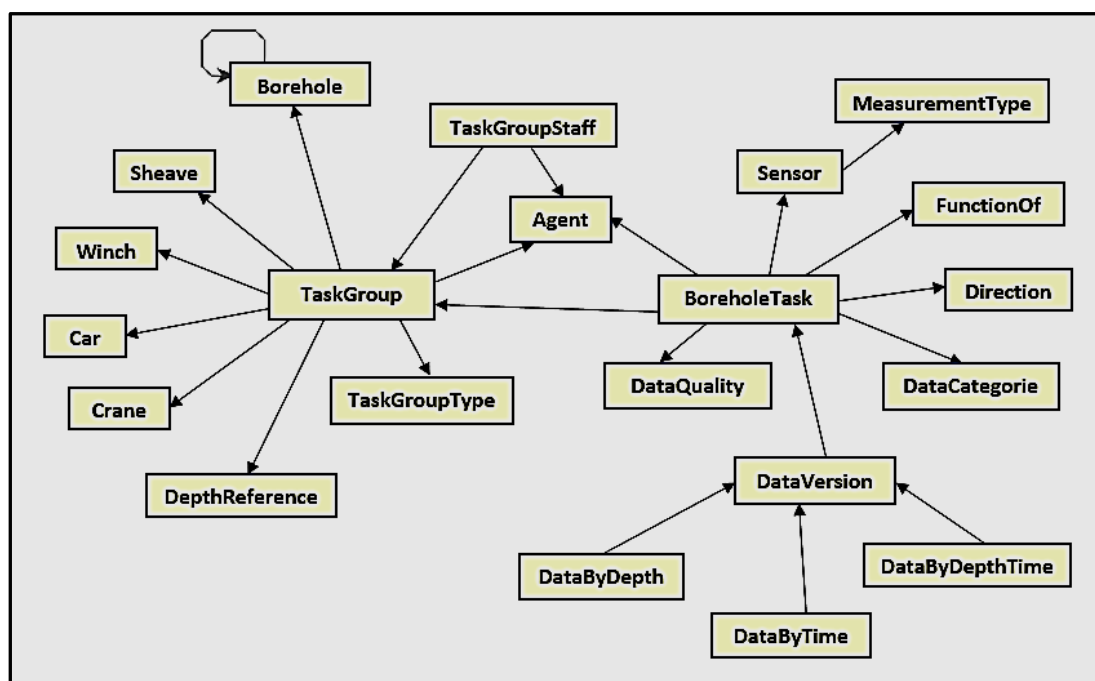 Borehole
MeasurementType
TaskGroupStaff
Sheave
Sensor
Agent
FunctionOf
Winch
TaskGroup
BoreholeTask
Direction
Car
DataQuality
DataCategorie
TaskGroupType
Crane
DepthReference
DataVersion
DataByDepth
DataByDepthTime
DataByTime